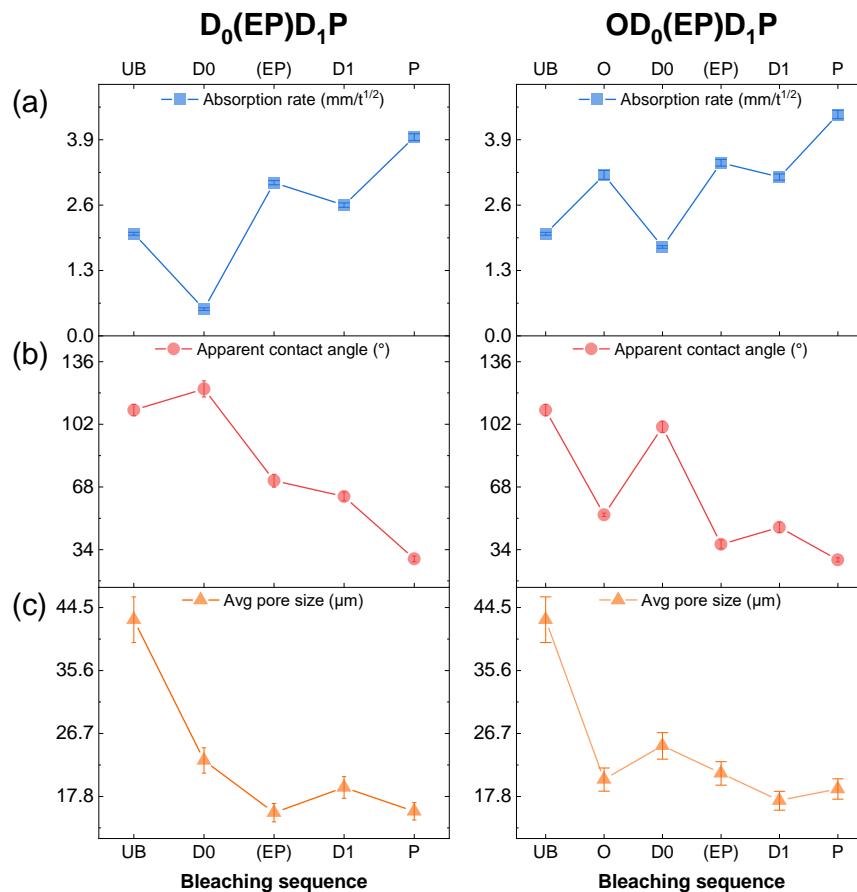 D₀(EP)D₁P OD₀(EP)D₁P
UB D0 (EP) D1 P UB O D0 (EP) D1 P
(a)
Absorption rate (mm/t¹ᐟ²) Absorption rate (mm/t¹ᐟ²)
3.9
2.6
1.3
0.0
3.9
2.6
1.3
0.0
(b)
Apparent contact angle (°) Apparent contact angle (°)
136
102
68
34
136
102
68
34
(c)
Avg pore size (µm) Avg pore size (µm)
44.5
35.6
26.7
17.8
44.5
35.6
26.7
17.8
UB D0 (EP) D1 P UB O D0 (EP) D1 P
Bleaching sequence Bleaching sequence